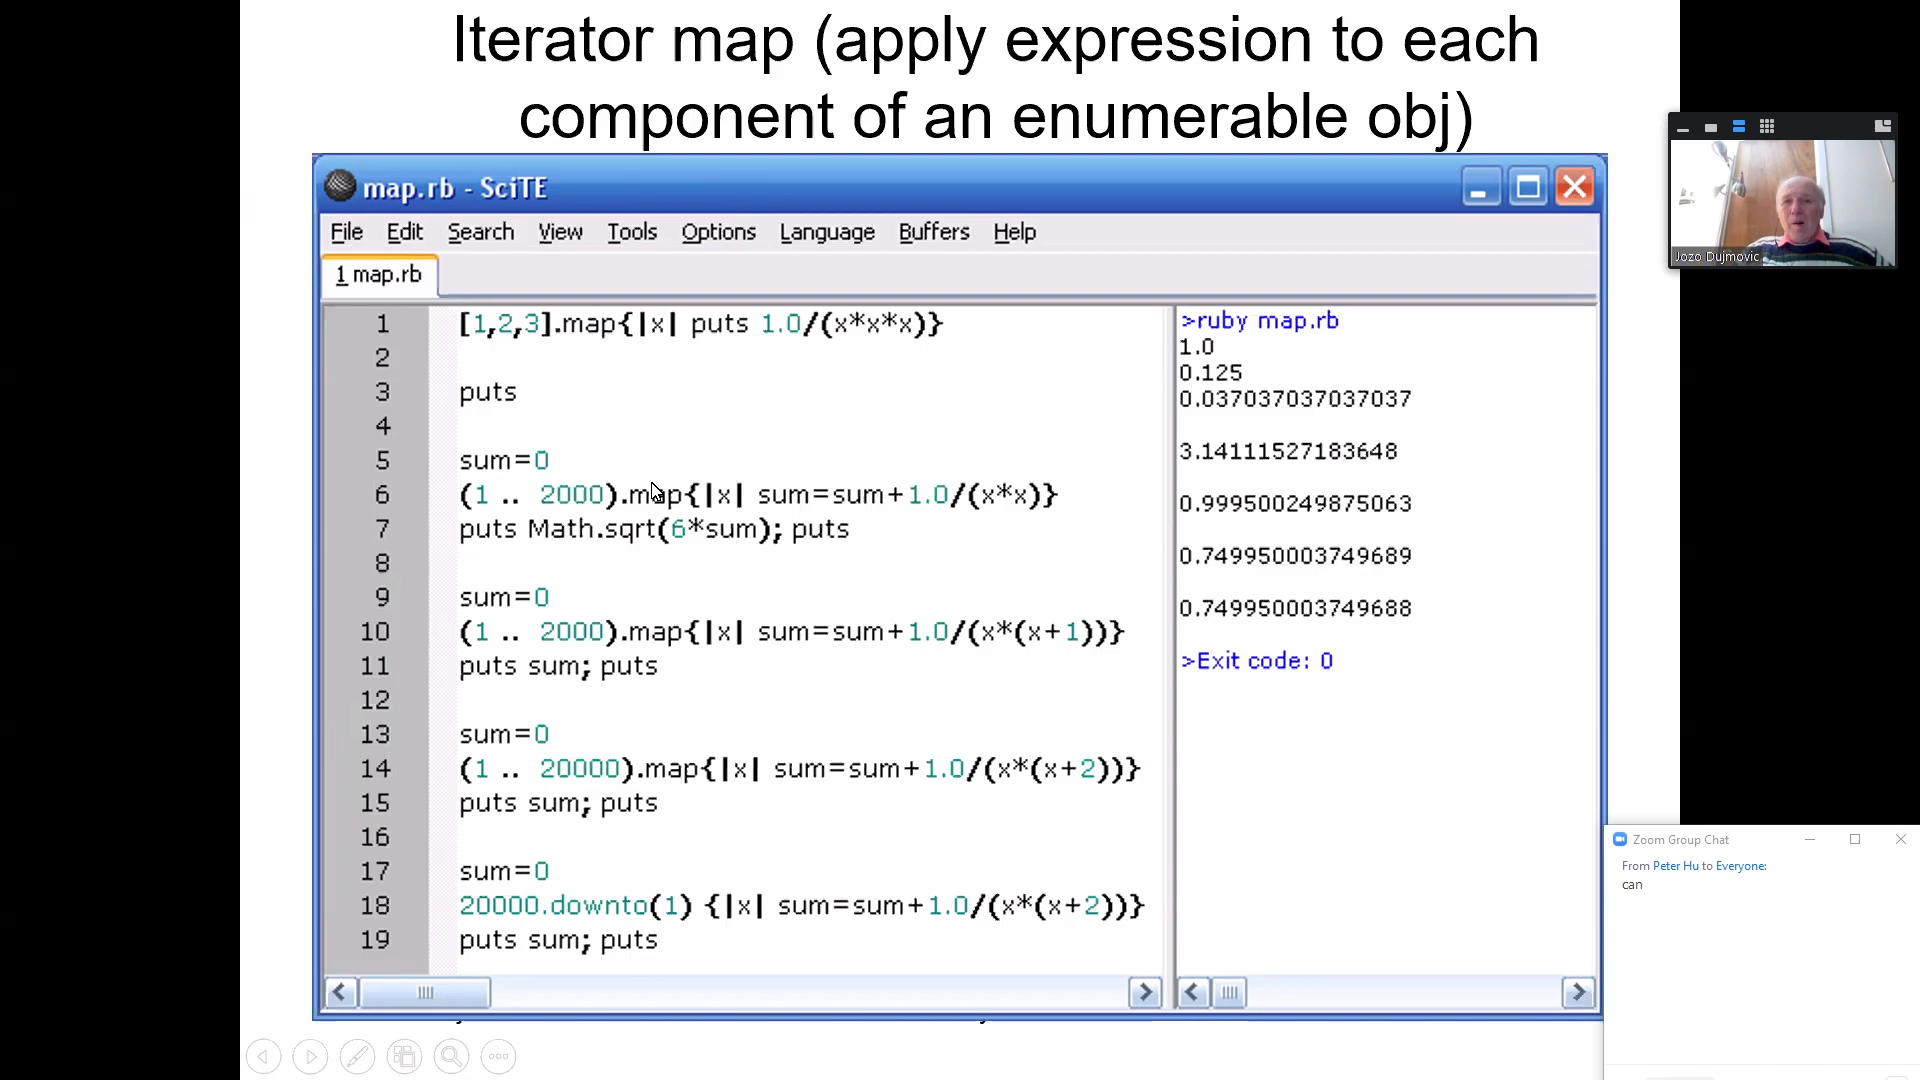 Iterator map (apply expression to each
component of an enumerable obj)
map.rb - SciTE
File Edit Search View Tools Options Language Buffers Help
1 map.rb
1 [1,2,3].map{|x| puts 1.0/(x*x*x)}
2
3 puts
4
5 sum=0
6 (1 .. 2000).map{|x| sum=sum+1.0/(x*x)}
7 puts Math.sqrt(6*sum); puts
8
9 sum=0
10 (1 .. 2000).map{|x| sum=sum+1.0/(x*(x+1))}
11 puts sum; puts
12
13 sum=0
14 (1 .. 20000).map{|x| sum=sum+1.0/(x*(x+2))}
15 puts sum; puts
16
17 sum=0
18 20000.downto(1) {|x| sum=sum+1.0/(x*(x+2))}
19 puts sum; puts
>ruby map.rb
1.0
0.125
0.037037037037037
3.14111527183648
0.999500249875063
0.749950003749689
0.749950003749688
>Exit code: 0
Jozo Dujmovic
Zoom Group Chat
From Peter Hu to Everyone:
can